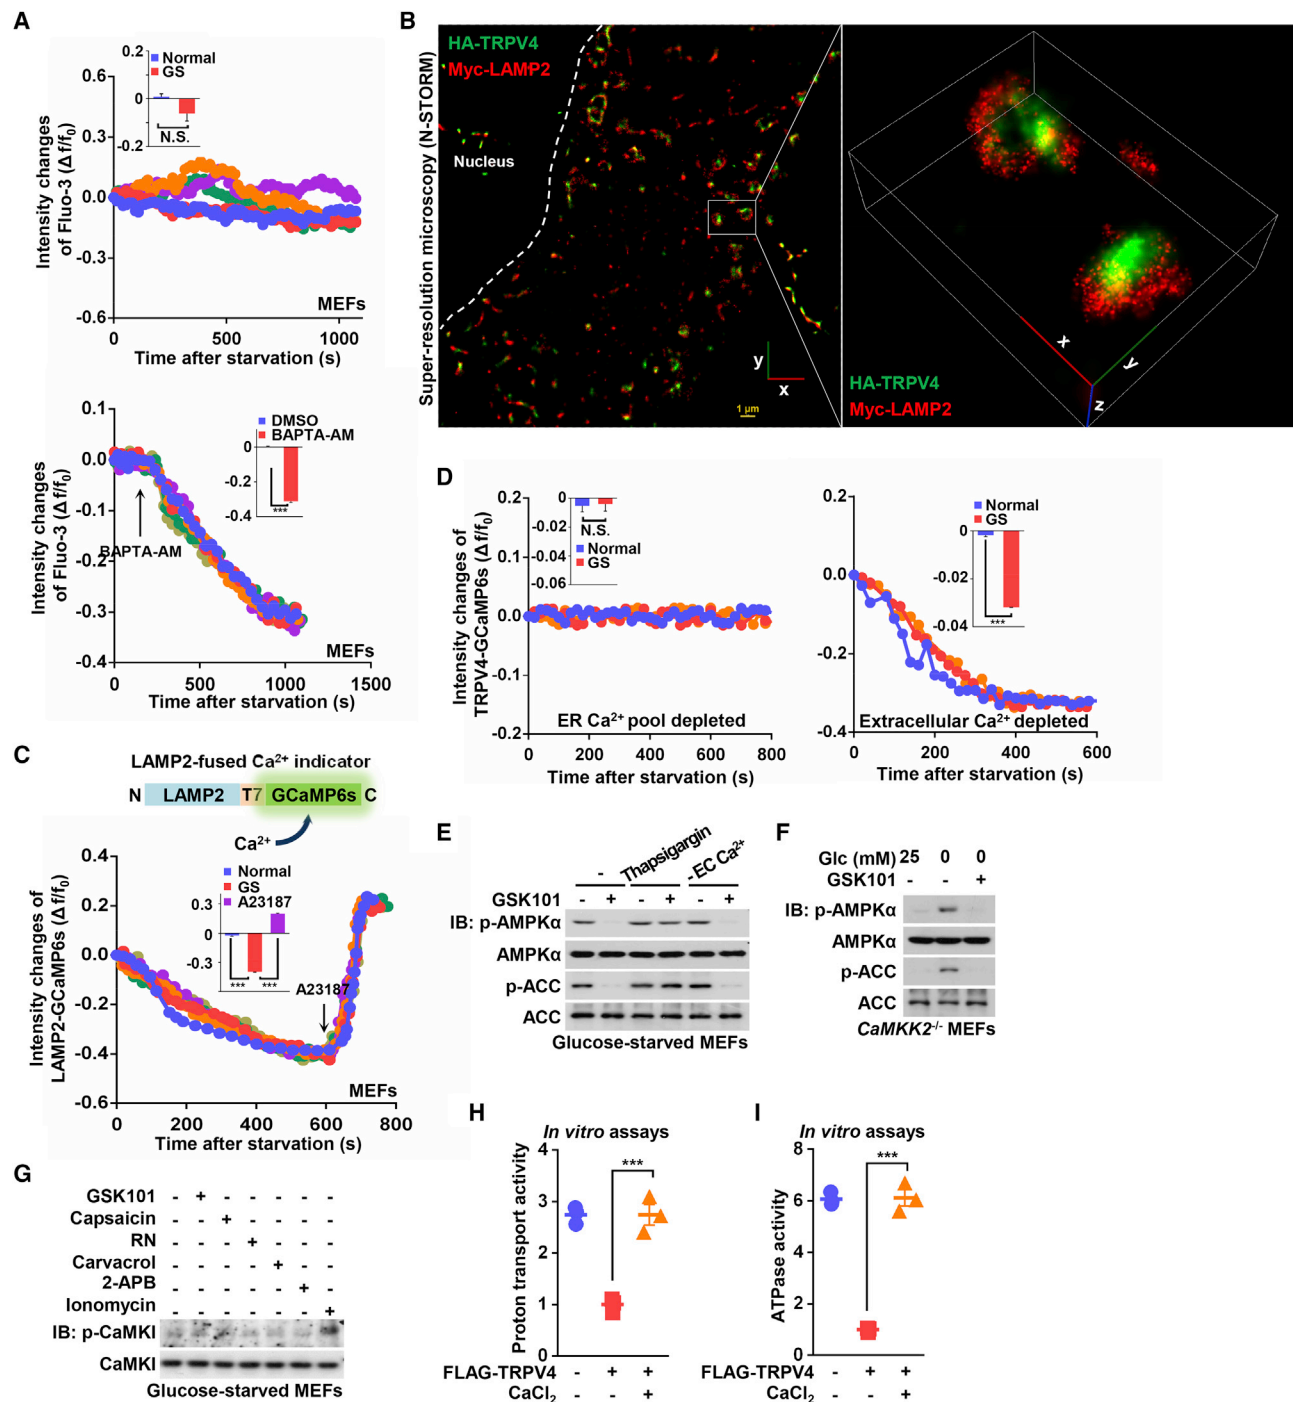 A
Intensity changes
of Fluo-3 (Δ f/f0)
0.6
0.3
0.0
-0.3
-0.6
0.2
0
0.2
Normal
GS
N.S.
MEFs
0
500
1000
Time after starvation (s)
Intensity changes
of Fluo-3 (Δ f/f0)
0.1
0.0
-0.1
-0.2
-0.3
-0.4
DMSO
BAPTA-AM
0
-0.2
-0.4
***
BAPTA-AM
MEFs
0
500
1000
1500
Time after starvation (s)
B
Super-resolution microscopy (N-STORM)
HA-TRPV4
Myc-LAMP2
Nucleus
y
x
1 μm
x
y
z
HA-TRPV4
Myc-LAMP2
C
LAMP2-fused Ca2+ indicator
N LAMP2 T7 GCaMP6s C
Ca2+
Intensity changes of
LAMP2-GCaMP6s (Δ f/f0)
0.4
0.2
0.0
-0.2
-0.4
-0.6
Normal
GS
A23187
0
-0.3
*** ***
A23187
MEFs
0
200
400
600
800
Time after starvation (s)
D
Intensity changes of
TRPV4-GCaMP6s (Δ f/f0)
0.2
0.1
0.0
-0.1
-0.2
0
-0.02
-0.04
-0.06
N.S.
Normal
GS
ER Ca2+ pool depleted
0
200
400
600
800
Time after starvation (s)
0.2
0.0
-0.2
-0.4
Normal
GS
0
-0.02
-0.04
***
Extracellular Ca2+ depleted
0
200
400
600
Time after starvation (s)
E
- Thapsigargin -EC Ca2+
GSK101 - + - + - +
IB: p-AMPKα
AMPKα
p-ACC
ACC
Glucose-starved MEFs
F
Glc (mM) 25 0 0
GSK101 - - +
IB: p-AMPKα
AMPKα
p-ACC
ACC
CaMKK2-/- MEFs
G
GSK101 - + - - - - -
Capsaicin - - + - - - -
RN - - - + - - -
Carvacrol - - - - + - -
2-APB - - - - - + -
Ionomycin - - - - - - +
IB: p-CaMKI
CaMKI
Glucose-starved MEFs
H
In vitro assays
Proton transport activity
4
3
2
1
0
***
FLAG-TRPV4 - + +
CaCl2 - - +
I
In vitro assays
ATPase activity
8
6
4
2
0
***
FLAG-TRPV4 - + +
CaCl2 - - +